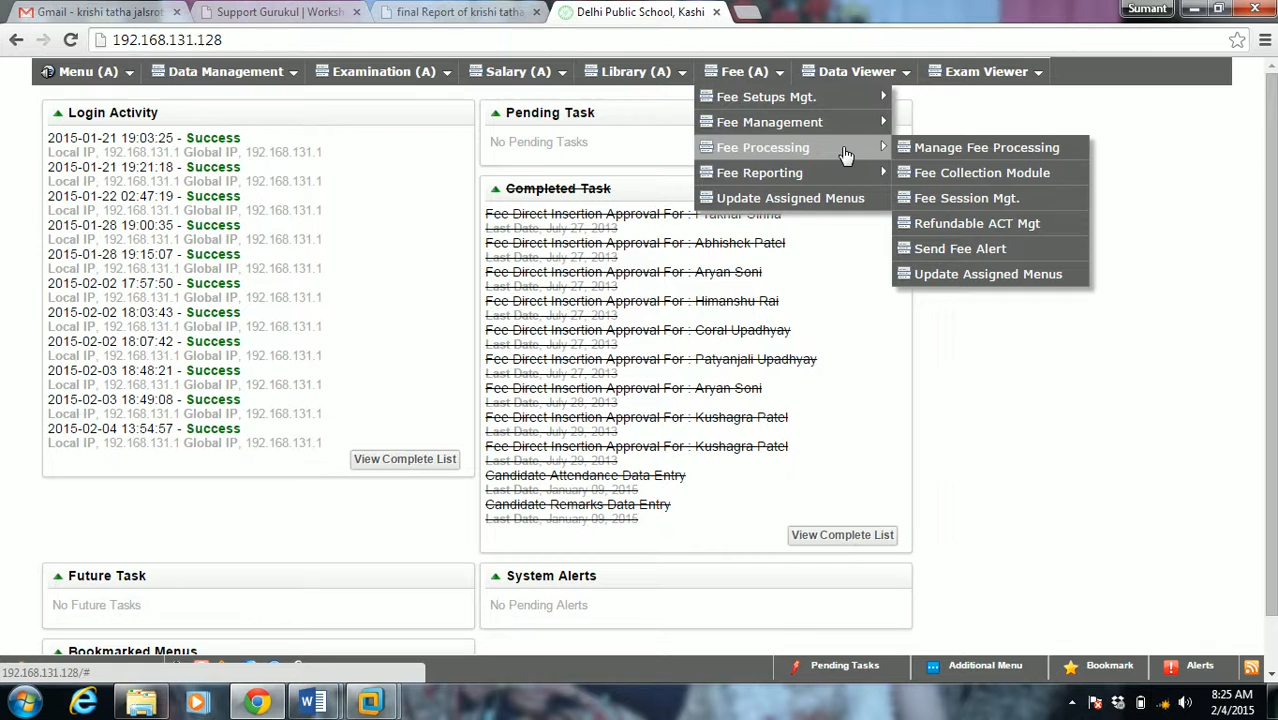 Gmail - krishi tatha jalsrot
Support Gurukul | Worksh
final Report of krishi tatha
Delhi Public School, Kashi
Sumant
192.168.131.128
Menu (A)
Data Management
Examination (A)
Salary (A)
Library (A)
Fee (A)
Data Viewer
Exam Viewer
Fee Setups Mgt.
Fee Management
Fee Processing
Fee Reporting
Update Assigned Menus
Manage Fee Processing
Fee Collection Module
Fee Session Mgt.
Refundable ACT Mgt
Send Fee Alert
Update Assigned Menus
Login Activity
2015-01-21 19:03:25 - Success
Local IP, 192.168.131.1 Global IP, 192.168.131.1
2015-01-21 19:21:18 - Success
Local IP, 192.168.131.1 Global IP, 192.168.131.1
2015-01-22 02:47:19 - Success
Local IP, 192.168.131.1 Global IP, 192.168.131.1
2015-01-28 19:00:35 - Success
Local IP, 192.168.131.1 Global IP, 192.168.131.1
2015-01-28 19:15:07 - Success
Local IP, 192.168.131.1 Global IP, 192.168.131.1
2015-02-02 17:57:50 - Success
Local IP, 192.168.131.1 Global IP, 192.168.131.1
2015-02-02 18:03:43 - Success
Local IP, 192.168.131.1 Global IP, 192.168.131.1
2015-02-02 18:07:42 - Success
Local IP, 192.168.131.1 Global IP, 192.168.131.1
2015-02-03 18:48:21 - Success
Local IP, 192.168.131.1 Global IP, 192.168.131.1
2015-02-03 18:49:08 - Success
Local IP, 192.168.131.1 Global IP, 192.168.131.1
2015-02-04 13:54:57 - Success
Local IP, 192.168.131.1 Global IP, 192.168.131.1
View Complete List
Pending Task
No Pending Tasks
Completed Task
Fee Direct Insertion Approval For :
Last Date, July 27, 2013
Fee Direct Insertion Approval For : Abhishek Patel
Last Date, July 27, 2013
Fee Direct Insertion Approval For : Aryan Soni
Last Date, July 27, 2013
Fee Direct Insertion Approval For : Himanshu Rai
Last Date, July 27, 2013
Fee Direct Insertion Approval For : Coral Upadhyay
Last Date, July 27, 2013
Fee Direct Insertion Approval For : Patyanjali Upadhyay
Last Date, July 27, 2013
Fee Direct Insertion Approval For : Aryan Soni
Last Date, July 28, 2013
Fee Direct Insertion Approval For : Kushagra Patel
Last Date, July 29, 2013
Fee Direct Insertion Approval For : Kushagra Patel
Last Date, July 29, 2013
Candidate Attendance Data Entry
Last Date, January 09, 2015
Candidate Remarks Data Entry
Last Date, January 09, 2015
View Complete List
Future Task
No Future Tasks
System Alerts
No Pending Alerts
Bookmarked Menus
192.168.131.128/#
Pending Tasks
Additional Menu
Bookmark
Alerts
8:25 AM
2/4/2015